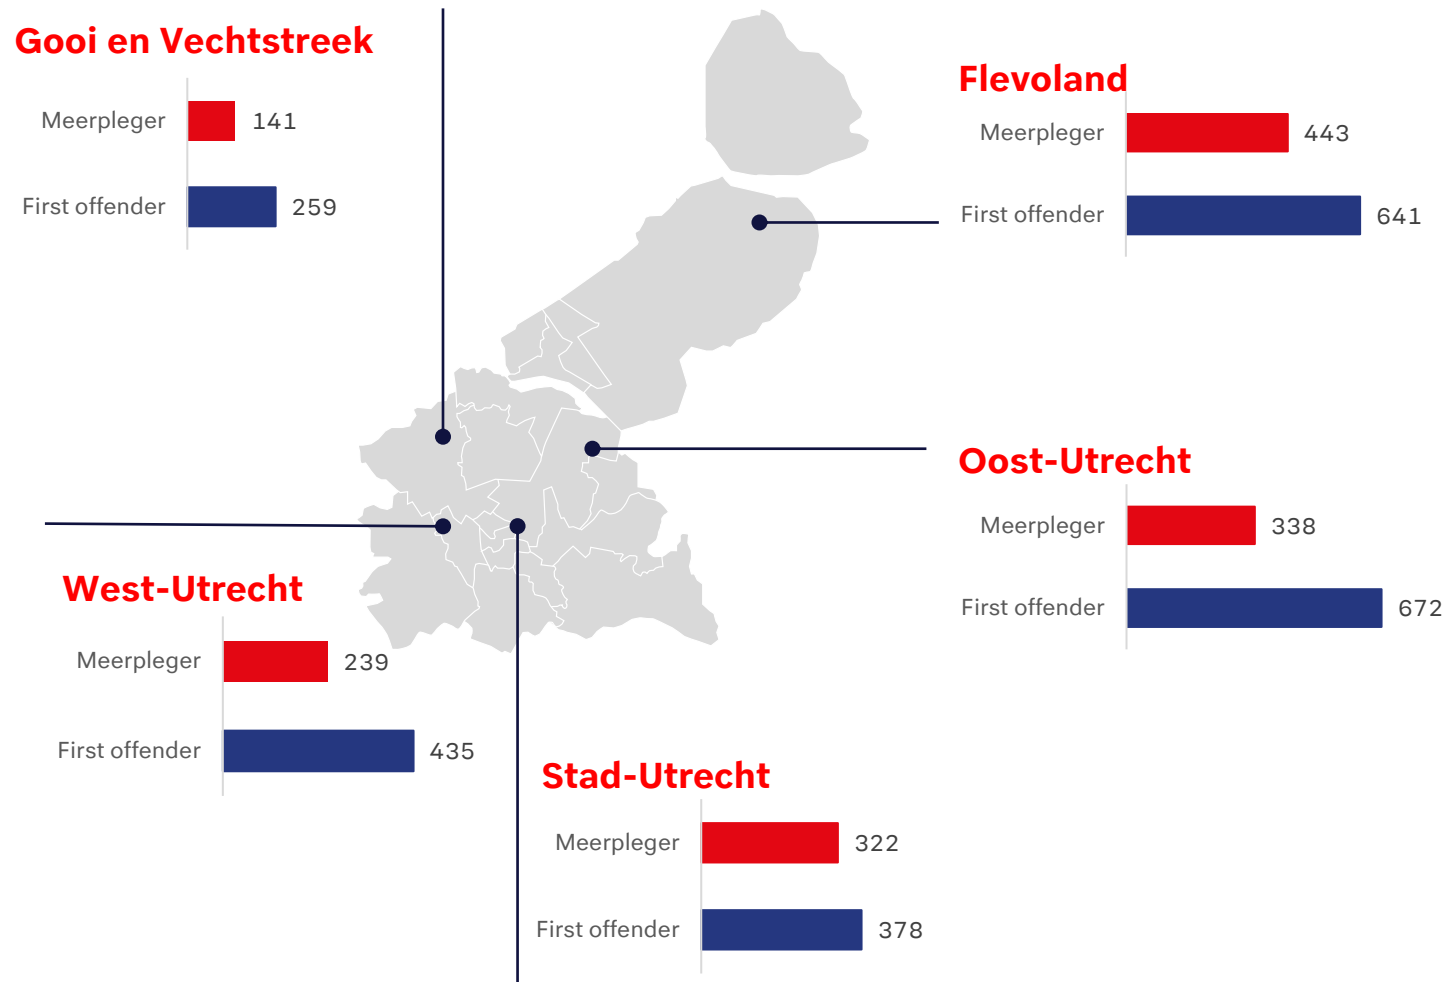 Gooi en Vechtstreek
Meerpleger 141
First offender 259
Flevoland
Meerpleger 443
First offender 641
Oost-Utrecht
Meerpleger 338
First offender 672
West-Utrecht
Meerpleger 239
First offender 435
Stad-Utrecht
Meerpleger 322
First offender 378